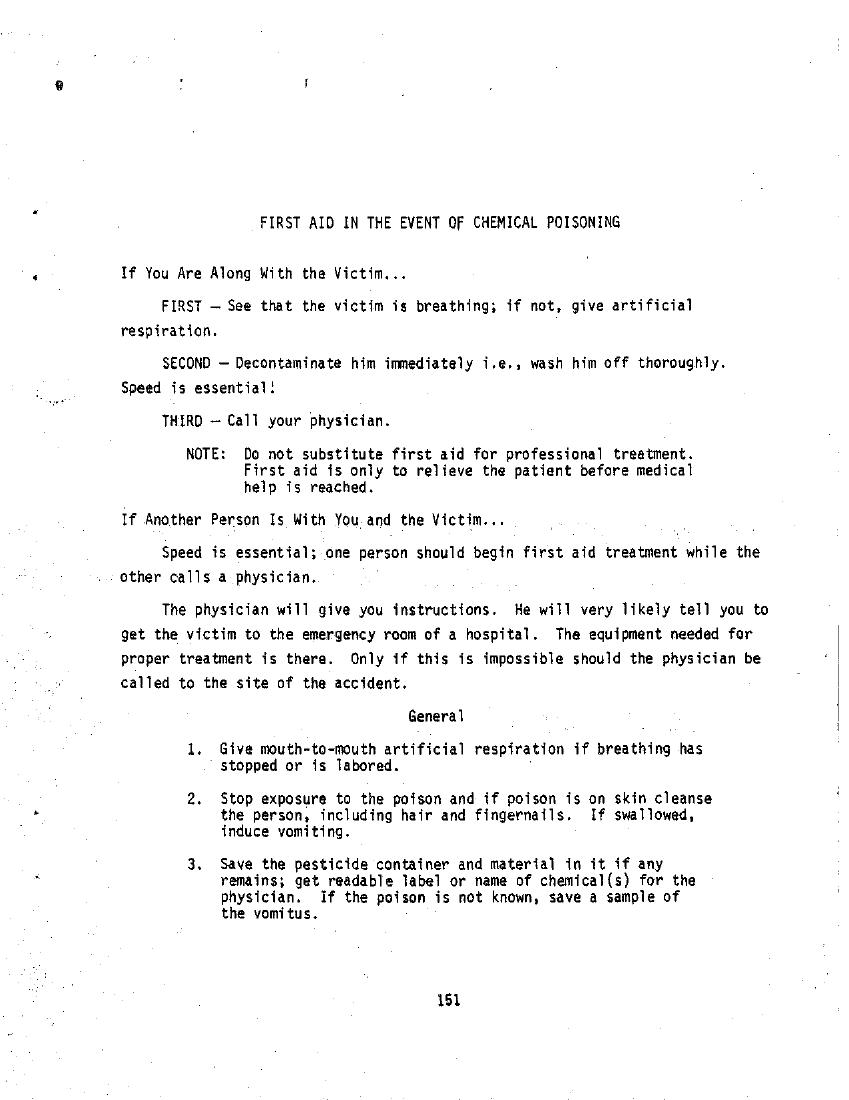 FIRST AID IN THE EVENT OF CHEMICAL POISONING
If You Are Along With the Victim...
FIRST — See that the victim is breathing; if not, give artificial
respiration.
SECOND — Decontaminate him immediately i.e., wash him off thoroughly.
Speed is essential!
THIRD — Call your physician.
NOTE: Do not substitute first aid for professional treatment.
First aid is only to relieve the patient before medical
help is reached.
If Another Person Is With You and the Victim...
Speed is essential; one person should begin first aid treatment while the
other calls a physician.
The physician will give you instructions. He will very likely tell you to
get the victim to the emergency room of a hospital. The equipment needed for
proper treatment is there. Only if this is impossible should the physician be
called to the site of the accident.
General
1. Give mouth-to-mouth artificial respiration if breathing has
stopped or is labored.
2. Stop exposure to the poison and if poison is on skin cleanse
the person, including hair and fingernails. If swallowed,
induce vomiting.
3. Save the pesticide container and material in it if any
remains; get readable label or name of chemical(s) for the
physician. If the poison is not known, save a sample of
the vomitus.
151